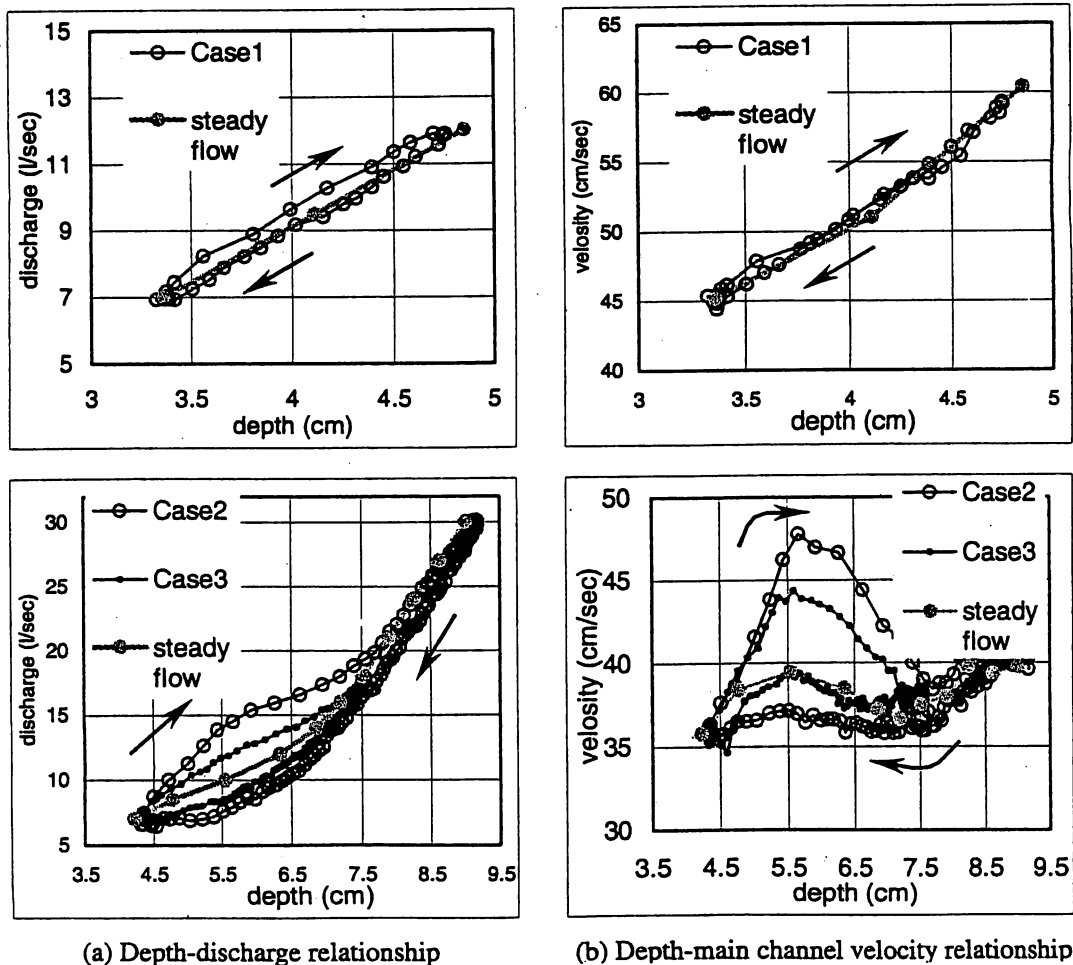 15
13
11
9
7
5
discharge (l/sec)
Case1
steady
flow
3
3.5
4
4.5
5
depth (cm)
65
60
55
50
45
40
velosity (cm/sec)
Case1
steady
flow
3
3.5
4
4.5
5
depth (cm)
30
25
20
15
10
5
discharge (l/sec)
Case2
Case3
steady
flow
3.5
4.5
5.5
6.5
7.5
8.5
9.5
depth (cm)
50
45
40
35
30
velosity (cm/sec)
Case2
Case3
steady
flow
3.5
4.5
5.5
6.5
7.5
8.5
9.5
depth (cm)
(a) Depth-discharge relationship
(b) Depth-main channel velocity relationship